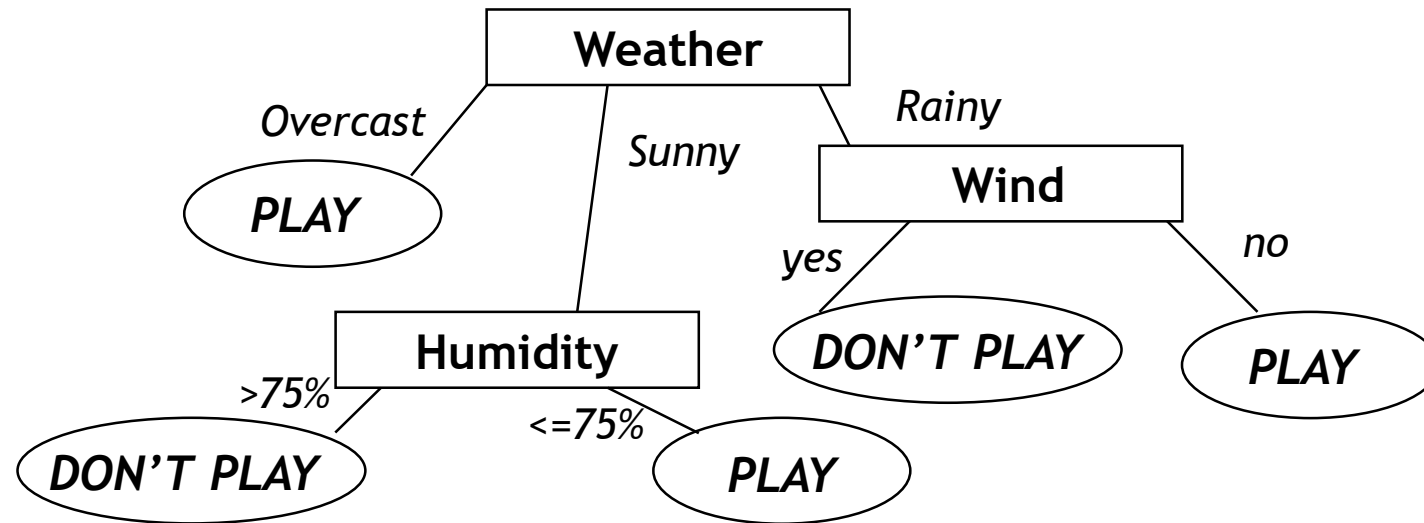 Weather
Overcast
Sunny
Rainy
PLAY
Wind
yes
no
Humidity
DON’T PLAY
PLAY
>75%
<=75%
DON’T PLAY
PLAY